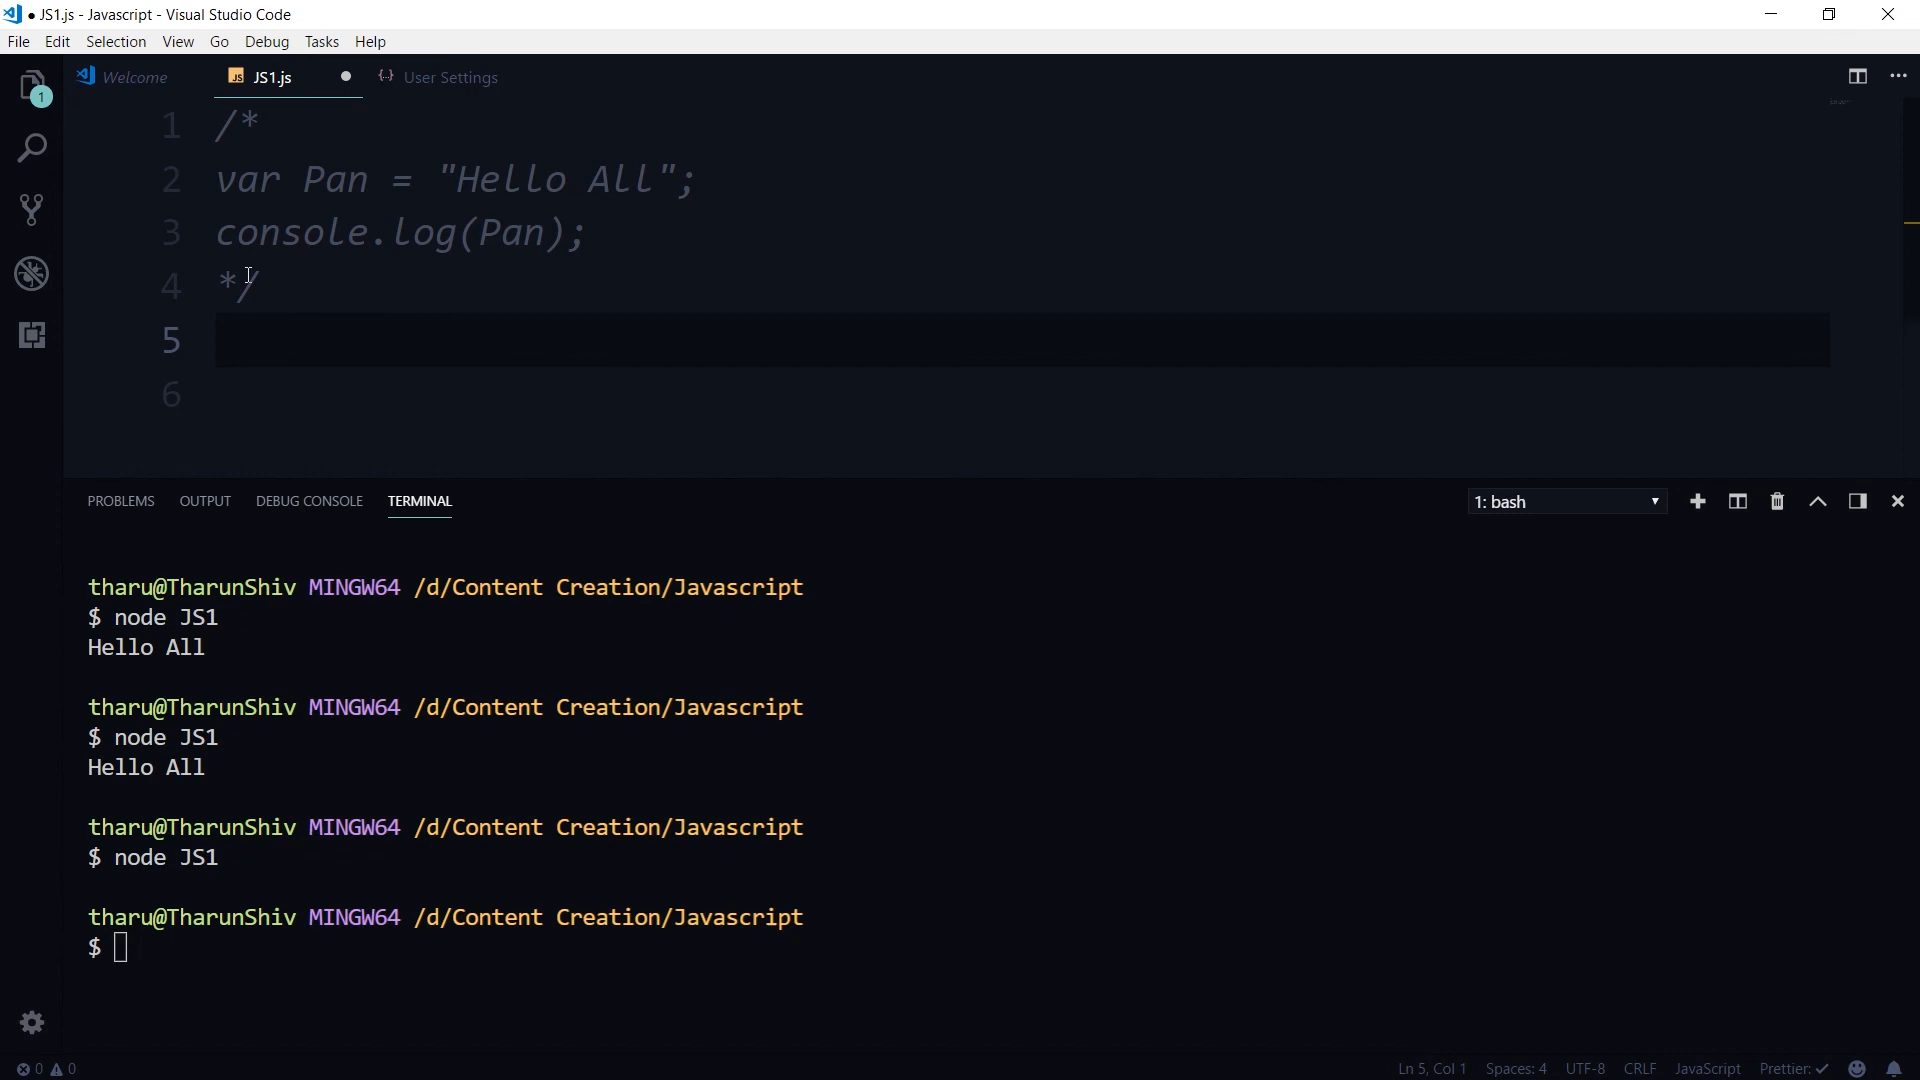 ● JS1.js - Javascript - Visual Studio Code
File Edit Selection View Go Debug Tasks Help
1
Welcome JS JS1.js ● {··} User Settings
1 /*
2 var Pan = "Hello All";
3 console.log(Pan);
4 */
5
6
PROBLEMS OUTPUT DEBUG CONSOLE TERMINAL 1: bash
tharu@TharunShiv MINGW64 /d/Content Creation/Javascript
$ node JS1
Hello All
tharu@TharunShiv MINGW64 /d/Content Creation/Javascript
$ node JS1
Hello All
tharu@TharunShiv MINGW64 /d/Content Creation/Javascript
$ node JS1
tharu@TharunShiv MINGW64 /d/Content Creation/Javascript
$
0 0 Ln 5, Col 1 Spaces: 4 UTF-8 CRLF JavaScript Prettier: ✓